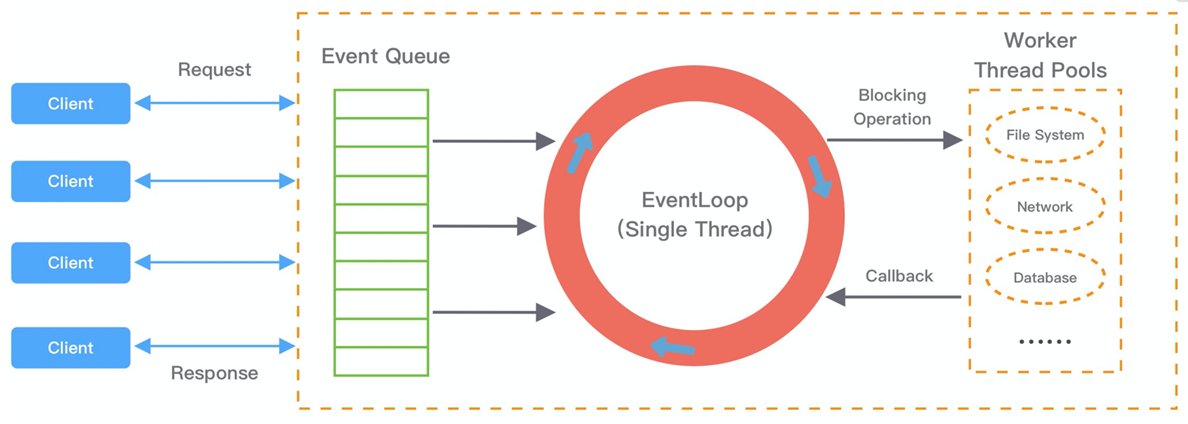 Request
Client
Client
Client
Client
Response
Event Queue
EventLoop
(Single Thread)
Blocking
Operation
Callback
Worker
Thread Pools
File System
Network
Database
......